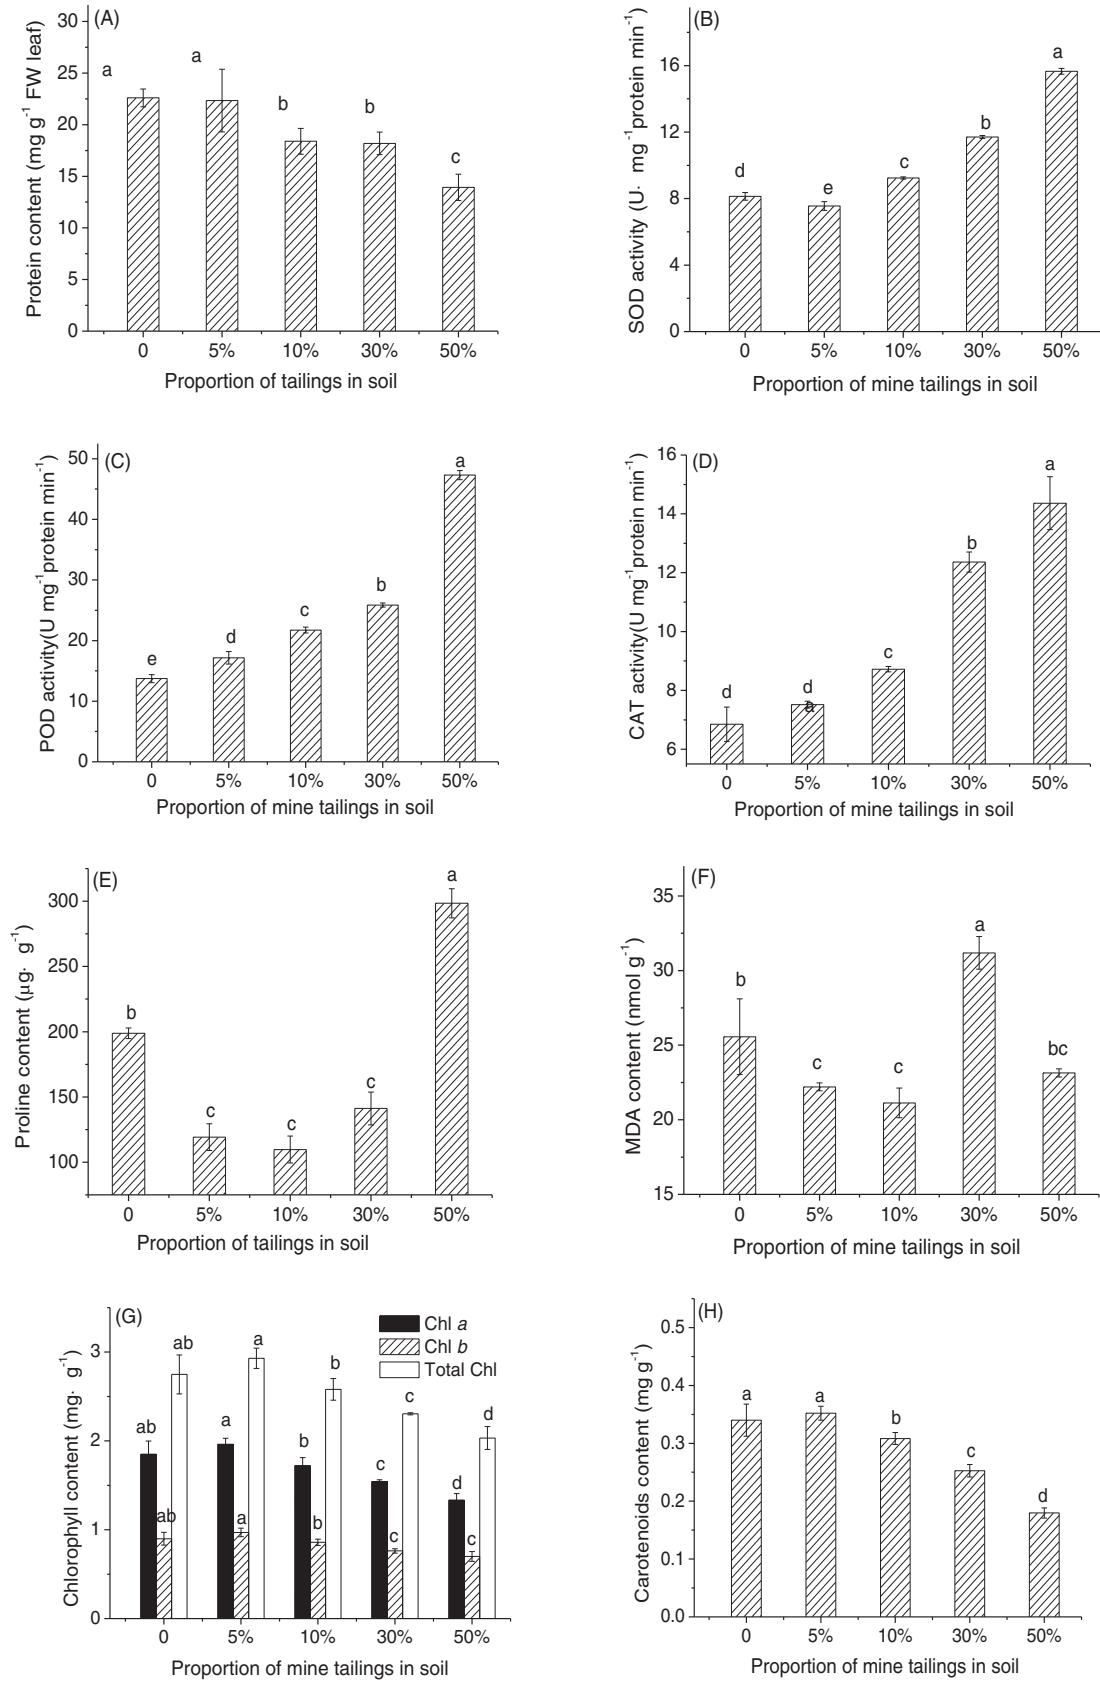 (A)
Protein content (mg g-1 FW leaf)
30
25
20
15
10
5
0
a
a
b
b
c
0 5% 10% 30% 50%
Proportion of tailings in soil
(B)
SOD activity (U· mg-1protein min-1)
16
12
8
4
0
d
e
c
b
a
0 5% 10% 30% 50%
Proportion of mine tailings in soil
(C)
POD activity(U mg-1protein min-1)
50
40
30
20
10
0
e
d
c
b
a
0 5% 10% 30% 50%
Proportion of mine tailings in soil
(D)
CAT activity(U mg-1protein min-1)
16
14
12
10
8
6
d
d
a
c
b
a
0 5% 10% 30% 50%
Proportion of mine tailings in soil
(E)
Proline content (μg· g-1)
300
250
200
150
100
b
c
c
c
a
0 5% 10% 30% 50%
Proportion of tailings in soil
(F)
MDA content (nmol g-1)
35
30
25
20
15
b
c
c
a
bc
0 5% 10% 30% 50%
Proportion of mine tailings in soil
(G)
Chl a
Chl b
Total Chl
Chlorophyll content (mg· g-1)
3
2
1
0
ab
ab
ab
a
a
a
b
b
b
c
c
c
d
c
d
0 5% 10% 30% 50%
Proportion of mine tailings in soil
(H)
Carotenoids content (mg g-1)
0.5
0.4
0.3
0.2
0.1
0.0
a
a
b
c
d
0 5% 10% 30% 50%
Proportion of mine tailings in soil